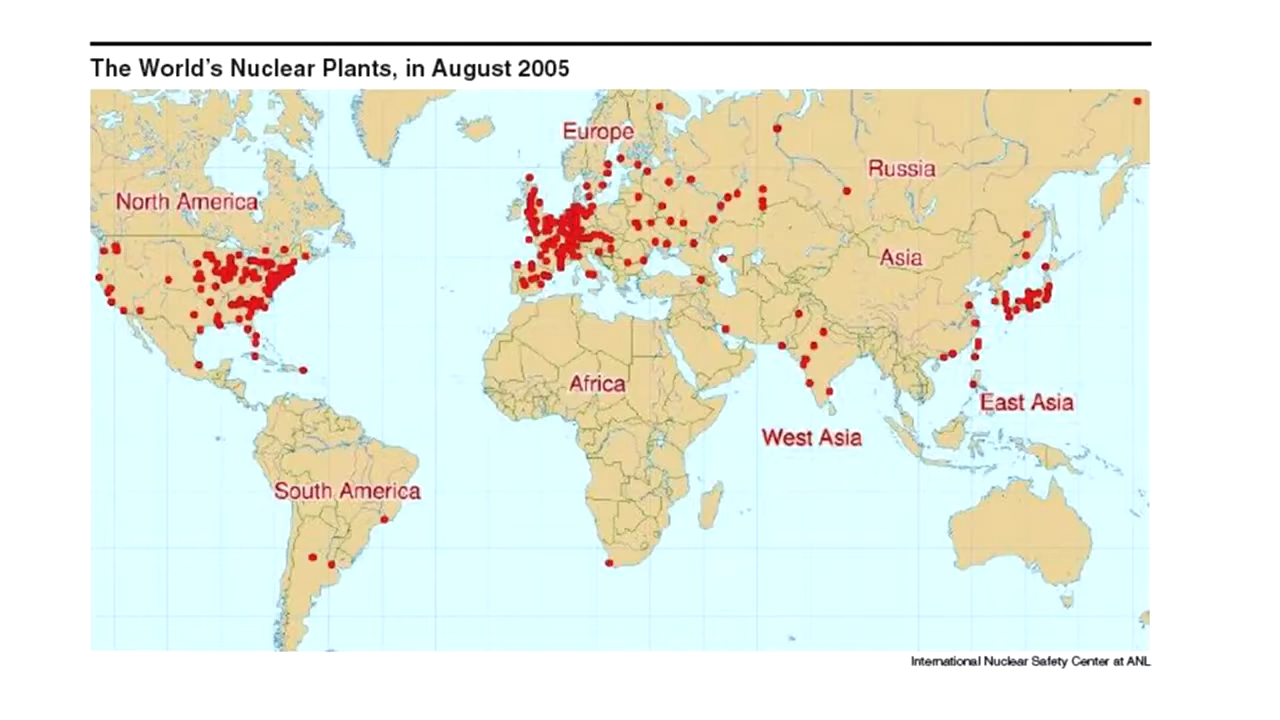 The World's Nuclear Plants, in August 2005
Europe
Russia
North America
Asia
Africa
East Asia
West Asia
South America
International Nuclear Safety Center at ANL